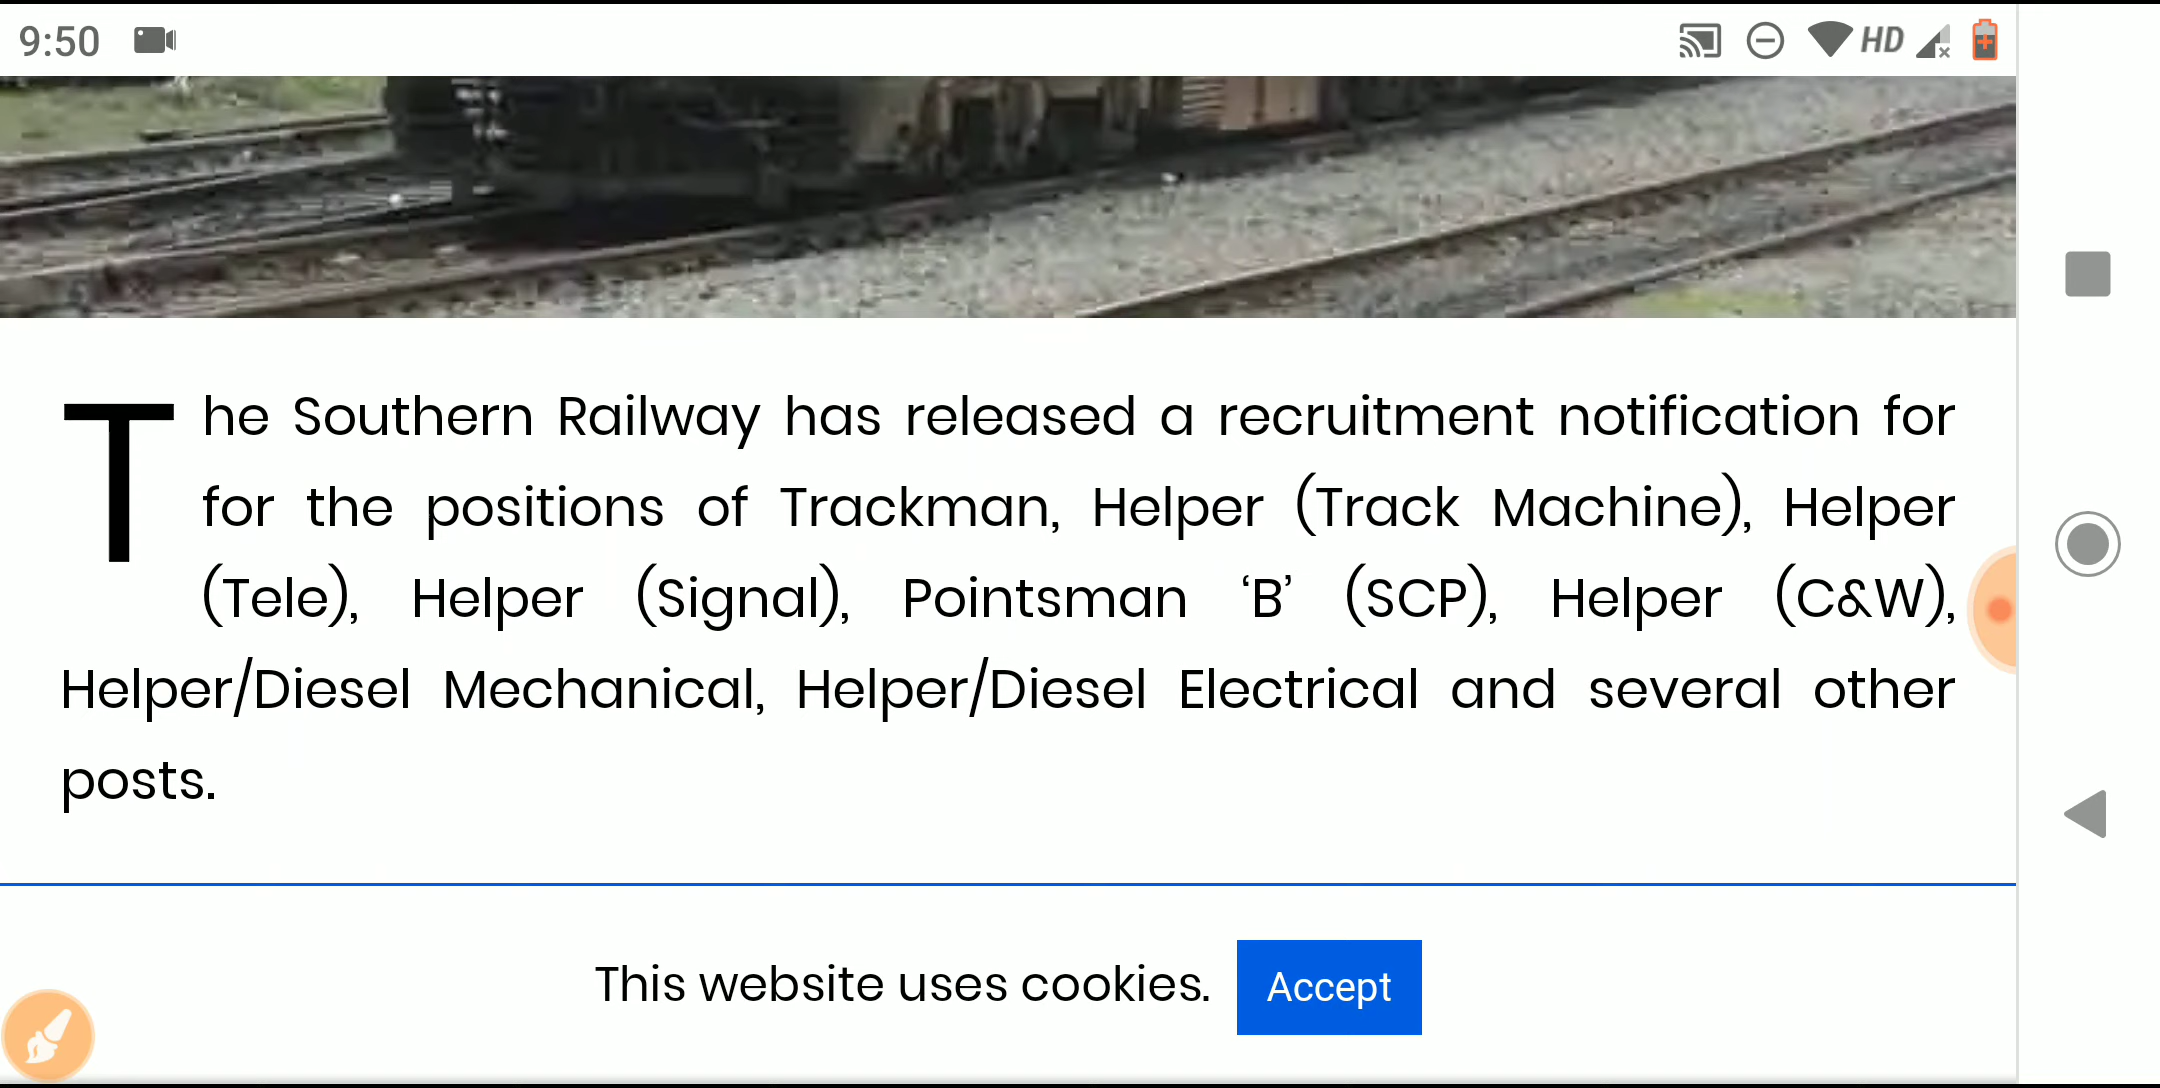 9:50 HD
The Southern Railway has released a recruitment notification for
for the positions of Trackman, Helper (Track Machine), Helper
(Tele), Helper (Signal), Pointsman ‘B’ (SCP), Helper (C&W),
Helper/Diesel Mechanical, Helper/Diesel Electrical and several other
posts.
This website uses cookies. Accept